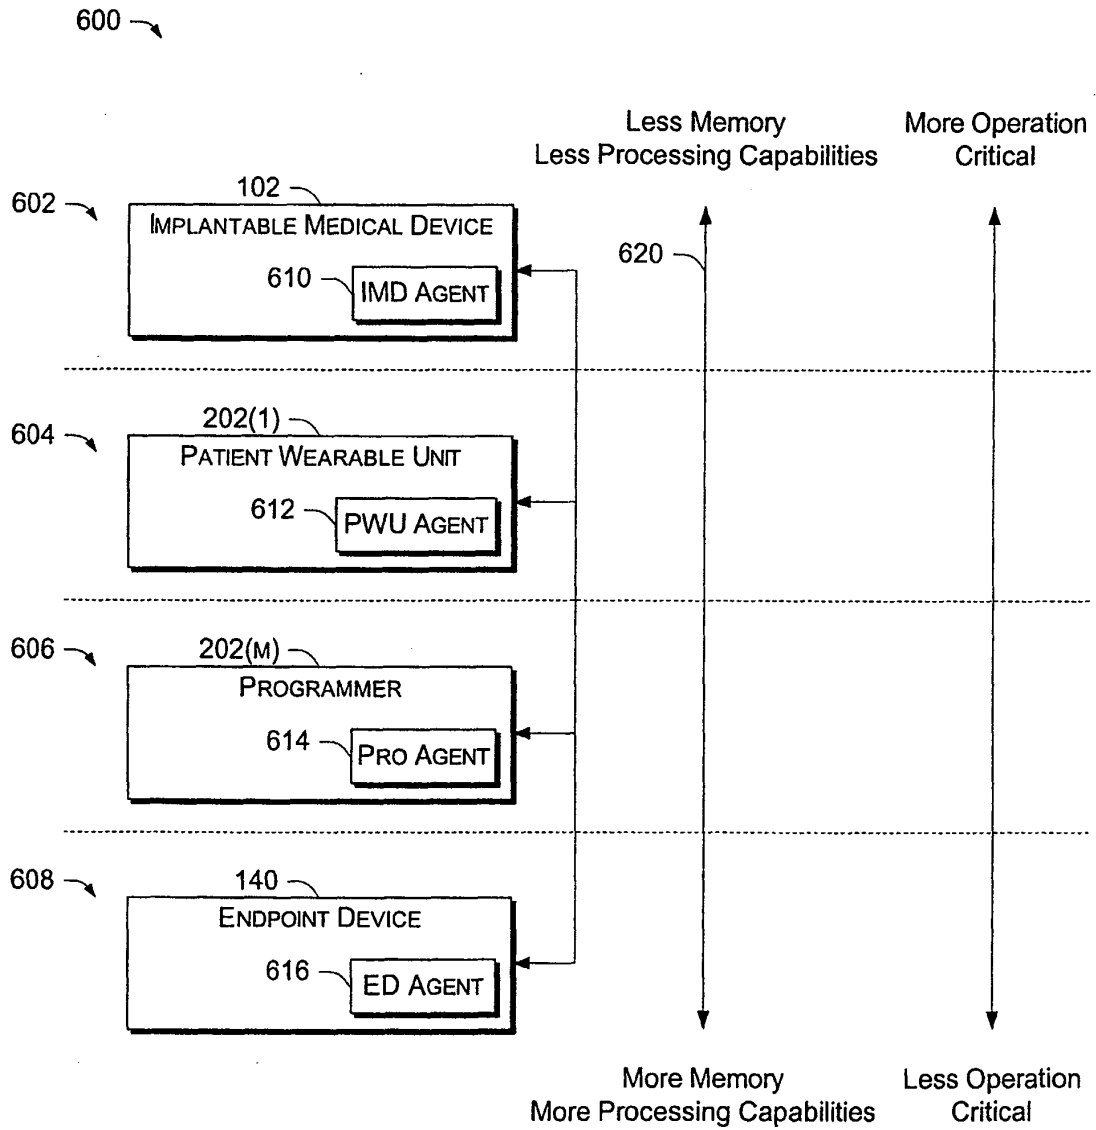 600
Less Memory
Less Processing Capabilities
More Operation
Critical
602
102
IMPLANTABLE MEDICAL DEVICE
610
IMD AGENT
620
604
202(1)
PATIENT WEARABLE UNIT
612
PWU AGENT
606
202(M)
PROGRAMMER
614
PRO AGENT
608
140
ENDPOINT DEVICE
616
ED AGENT
More Memory
More Processing Capabilities
Less Operation
Critical